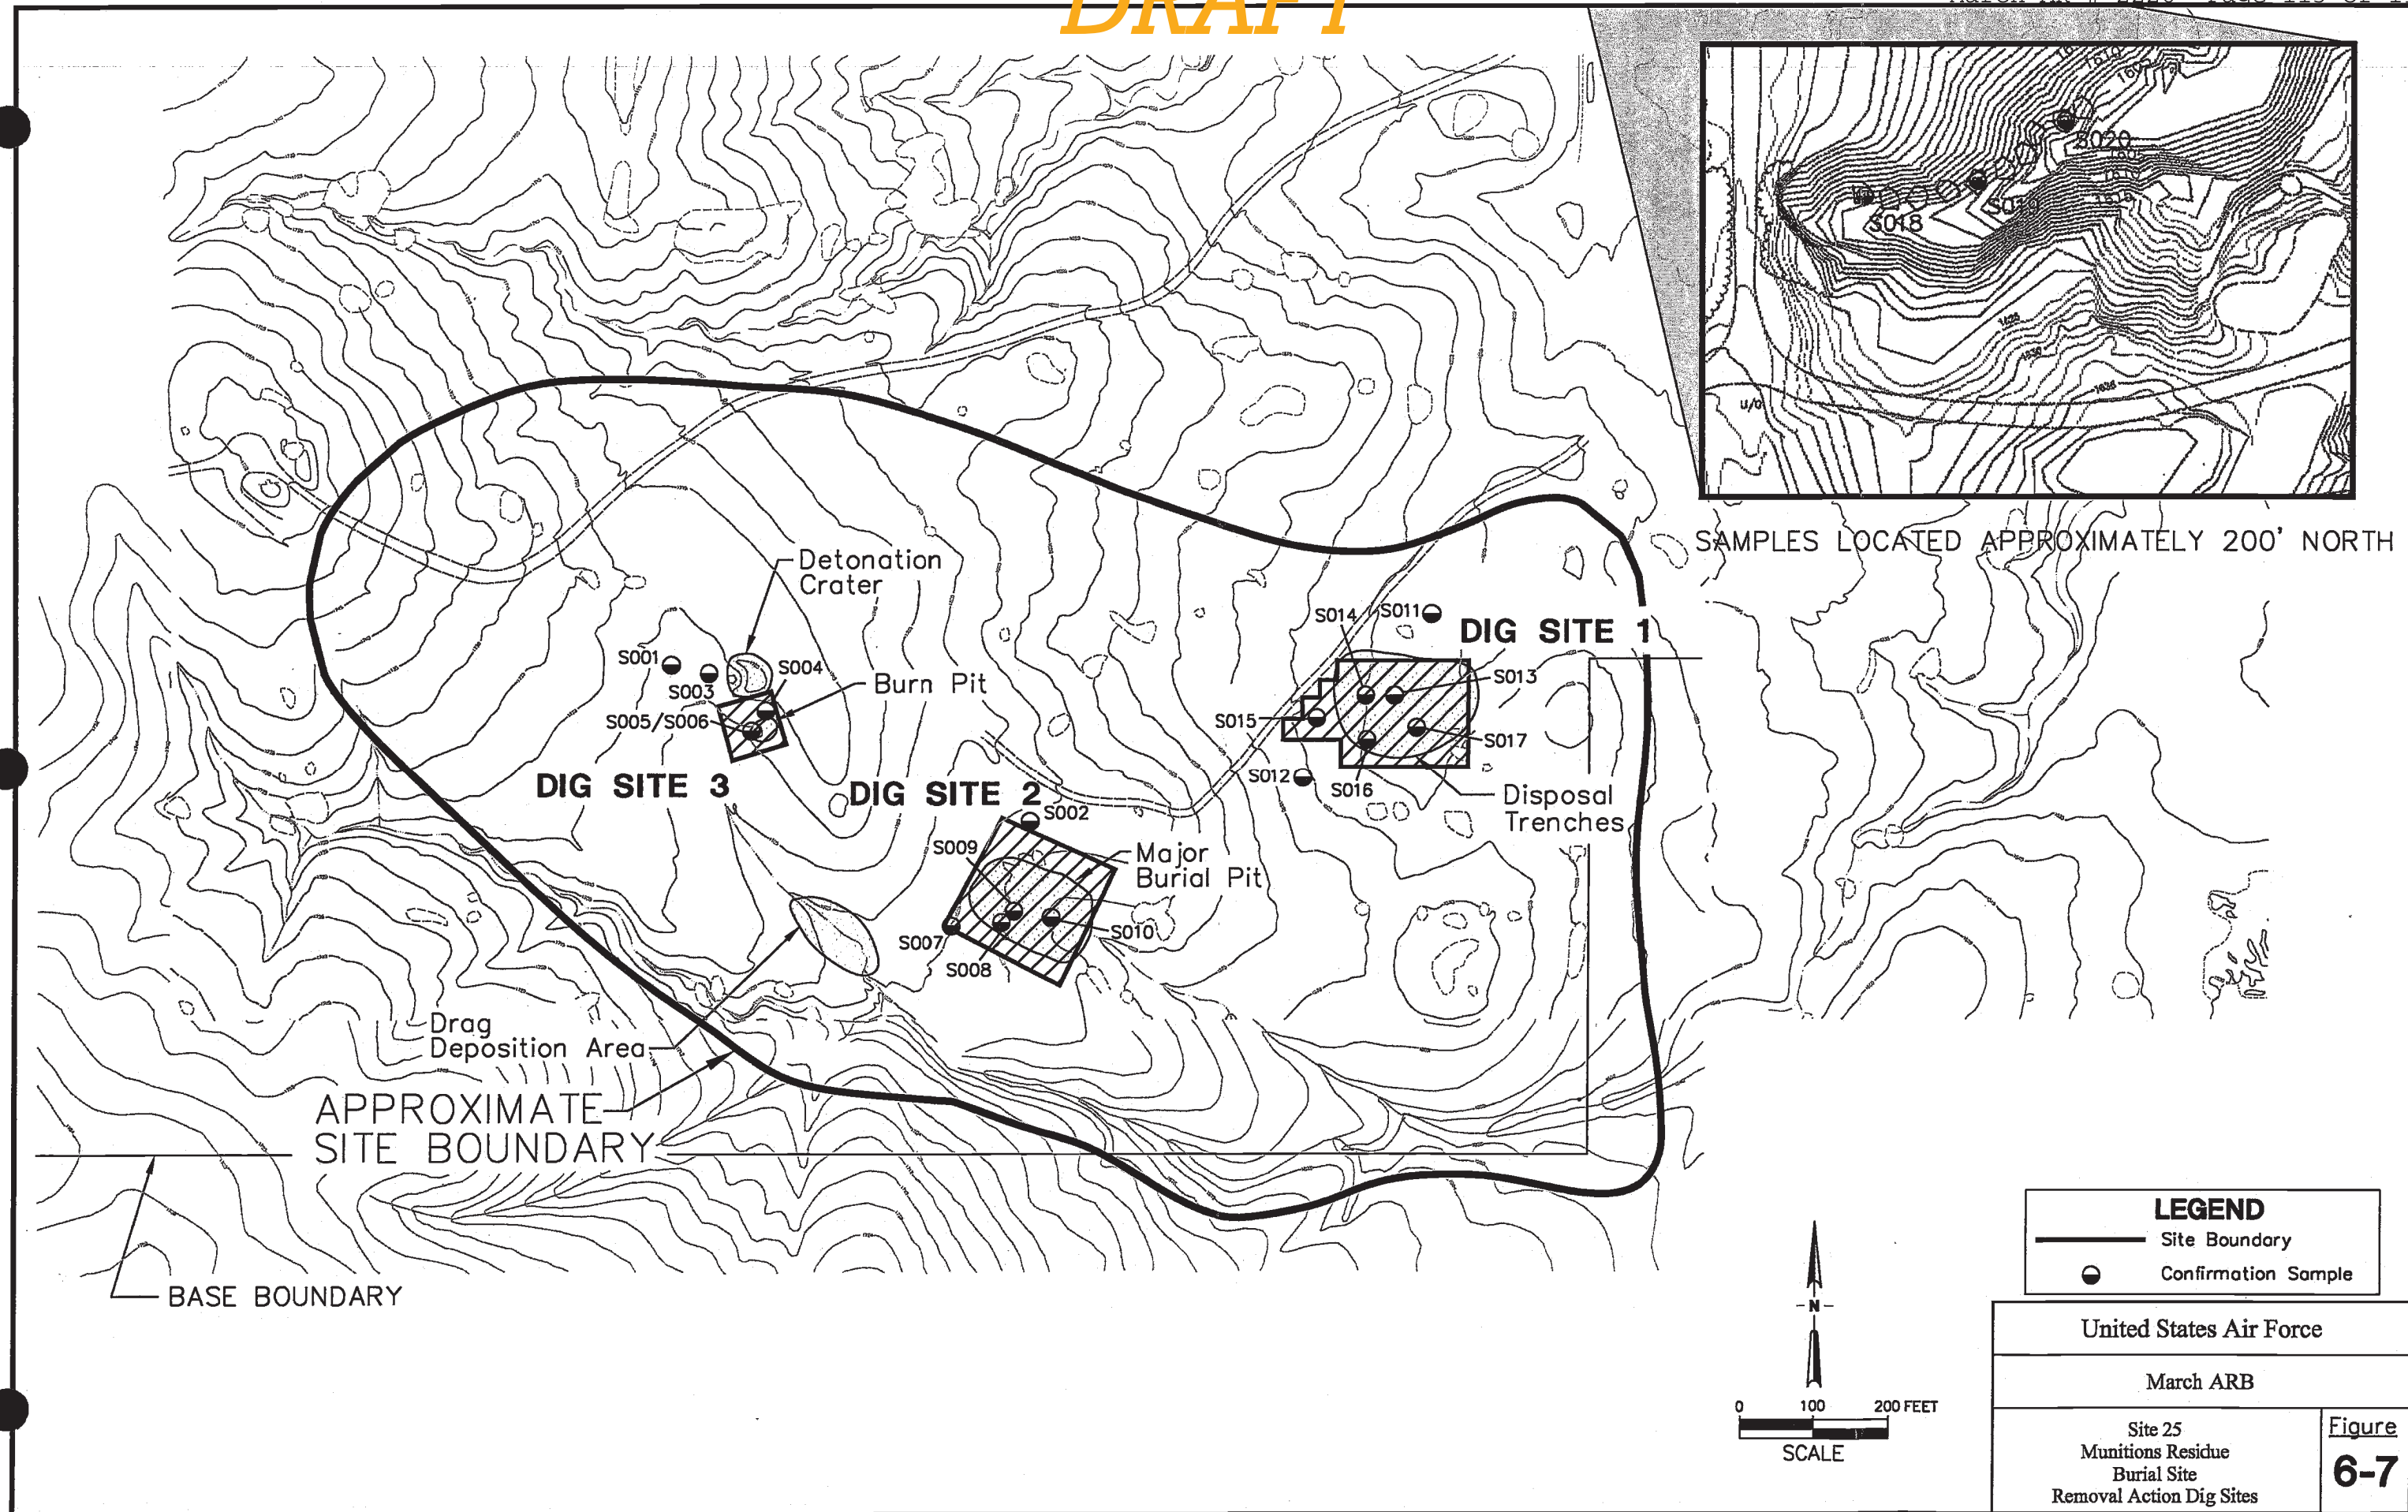 DRAFT
S020
S019
S018
1625
1630
1635
SAMPLES LOCATED APPROXIMATELY 200' NORTH
Detonation
Crater
S014
S011
DIG SITE 1
S001
S003
S004
Burn Pit
S013
S005/S006
S015
S017
DIG SITE 3
DIG SITE 2
S012
S016
Disposal
Trenches
S002
S009
Major
Burial Pit
S007
S010
S008
Drag
Deposition Area
APPROXIMATE
SITE BOUNDARY
BASE BOUNDARY
LEGEND
Site Boundary
Confirmation Sample
N
0 100 200 FEET
SCALE
United States Air Force
March ARB
Site 25
Munitions Residue
Burial Site
Removal Action Dig Sites
Figure
6-7